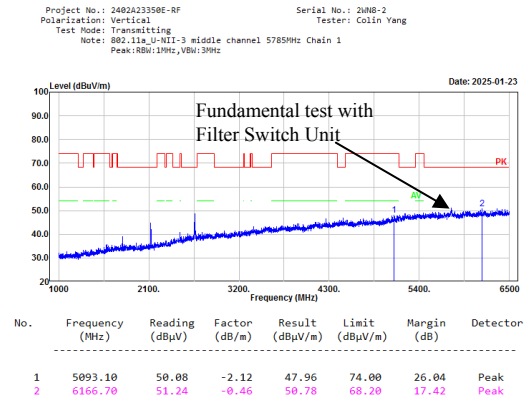 Project No.: 2402A23350E-RF Serial No.: 2WN8-2
Polarization: Vertical Tester: Colin Yang
Test Mode: Transmitting
Note: 802.11a_U-NII-3 middle channel 5785MHz Chain 1
Peak:RBW:1MHz,VBW:3MHz
Level (dBuV/m) Date: 2025-01-23
100
90.0
80.0
70.0
60.0
50.0
40.0
30.0
20
Fundamental test with
Filter Switch Unit
PK
AV
1 2
1000 2100. 3200. 4300. 5400. 6500
Frequency (MHz)
No. Frequency Reading Factor Result Limit Margin Detector
(MHz) (dBμV) (dB/m) (dBμV/m) (dBμV/m) (dB)
1 5093.10 50.08 -2.12 47.96 74.00 26.04 Peak
2 6166.70 51.24 -0.46 50.78 68.20 17.42 Peak